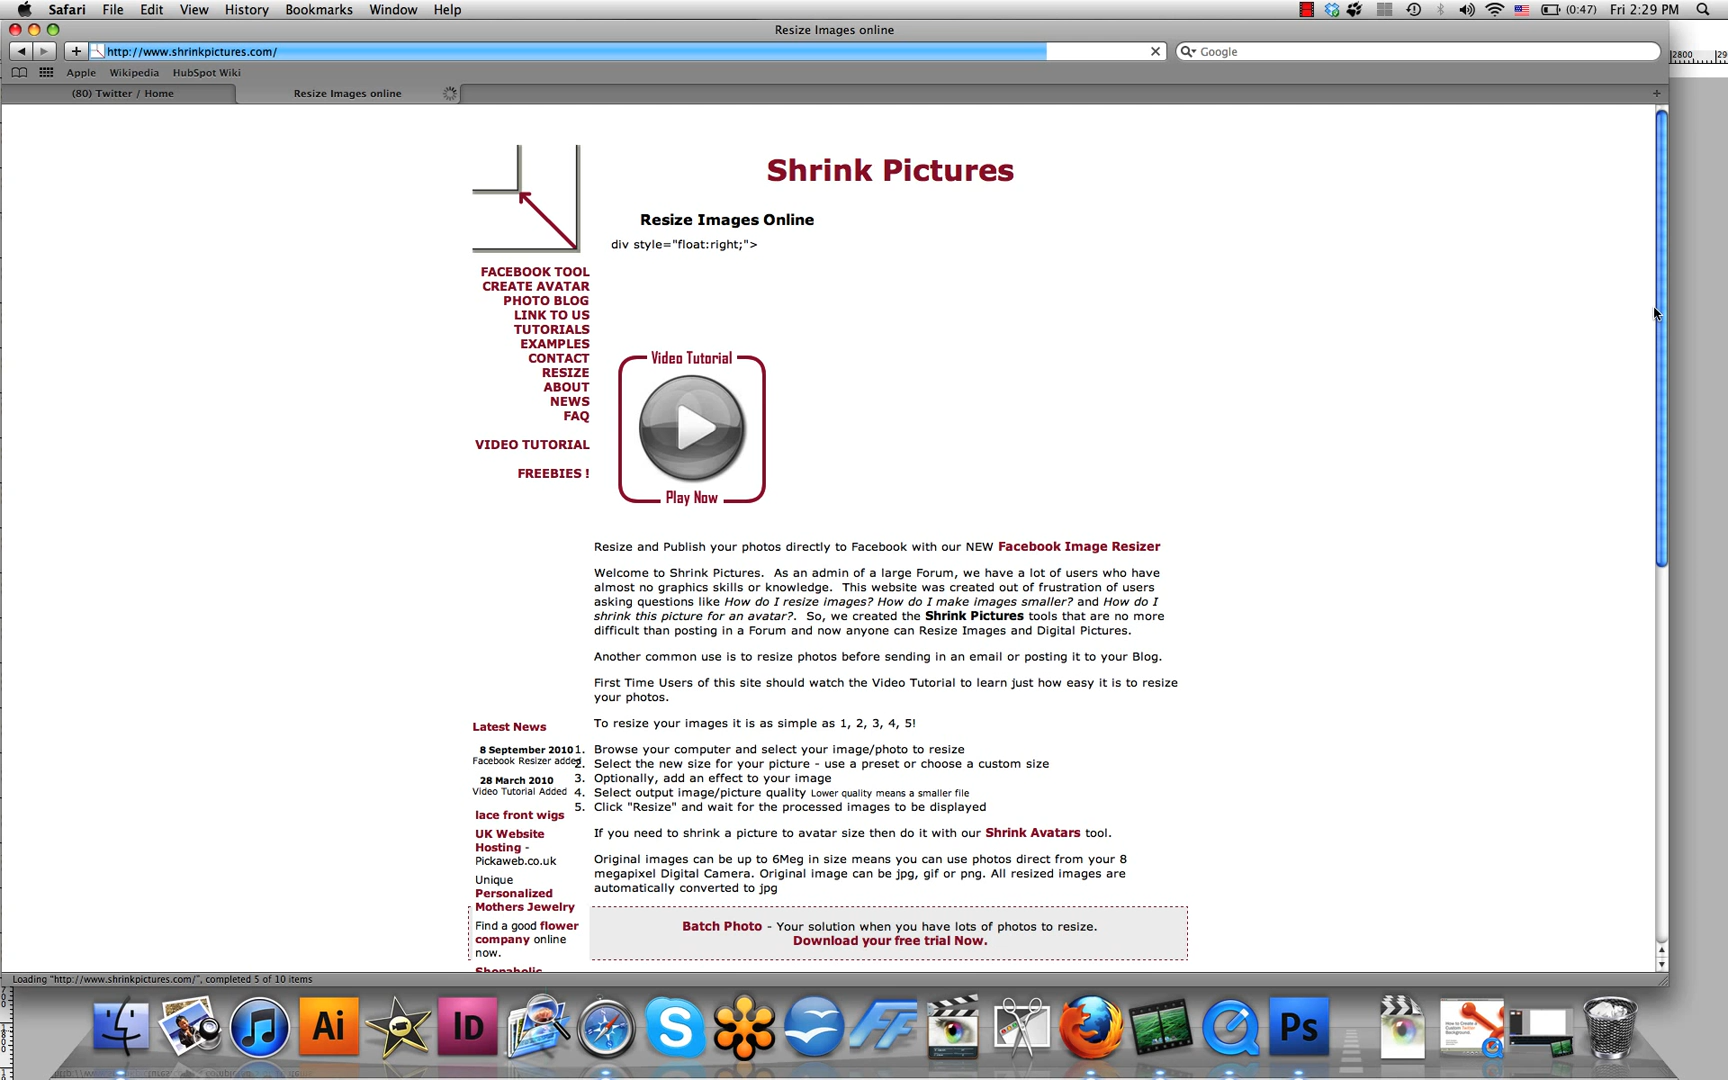 Safari File Edit View History Bookmarks Window Help
(0:47) Fri 2:29 PM
Resize Images online
http://www.shrinkpictures.com/
Google
2800
Apple Wikipedia HubSpot Wiki
(80) Twitter / Home
Resize Images online
Shrink Pictures
Resize Images Online
div style="float:right;">
FACEBOOK TOOL
CREATE AVATAR
PHOTO BLOG
LINK TO US
TUTORIALS
EXAMPLES
CONTACT
RESIZE
ABOUT
NEWS
FAQ
VIDEO TUTORIAL
FREEBIES !
Video Tutorial
Play Now
Resize and Publish your photos directly to Facebook with our NEW Facebook Image Resizer
Welcome to Shrink Pictures. As an admin of a large Forum, we have a lot of users who have
almost no graphics skills or knowledge. This website was created out of frustration of users
asking questions like How do I resize images? How do I make images smaller? and How do I
shrink this picture for an avatar?. So, we created the Shrink Pictures tools that are no more
difficult than posting in a Forum and now anyone can Resize Images and Digital Pictures.
Another common use is to resize photos before sending in an email or posting it to your Blog.
First Time Users of this site should watch the Video Tutorial to learn just how easy it is to resize
your photos.
To resize your images it is as simple as 1, 2, 3, 4, 5!
1. Browse your computer and select your image/photo to resize
2. Select the new size for your picture - use a preset or choose a custom size
3. Optionally, add an effect to your image
4. Select output image/picture quality Lower quality means a smaller file
5. Click "Resize" and wait for the processed images to be displayed
If you need to shrink a picture to avatar size then do it with our Shrink Avatars tool.
Original images can be up to 6Meg in size means you can use photos direct from your 8
megapixel Digital Camera. Original image can be jpg, gif or png. All resized images are
automatically converted to jpg
Batch Photo - Your solution when you have lots of photos to resize.
Download your free trial Now.
Latest News
8 September 2010
Facebook Resizer added
28 March 2010
Video Tutorial Added
lace front wigs
UK Website
Hosting -
Pickaweb.co.uk
Unique
Personalized
Mothers Jewelry
Find a good flower
company online
now.
Shopaholic
Loading "http://www.shrinkpictures.com/", completed 5 of 10 items
Ai
ID
S
FF
Ps